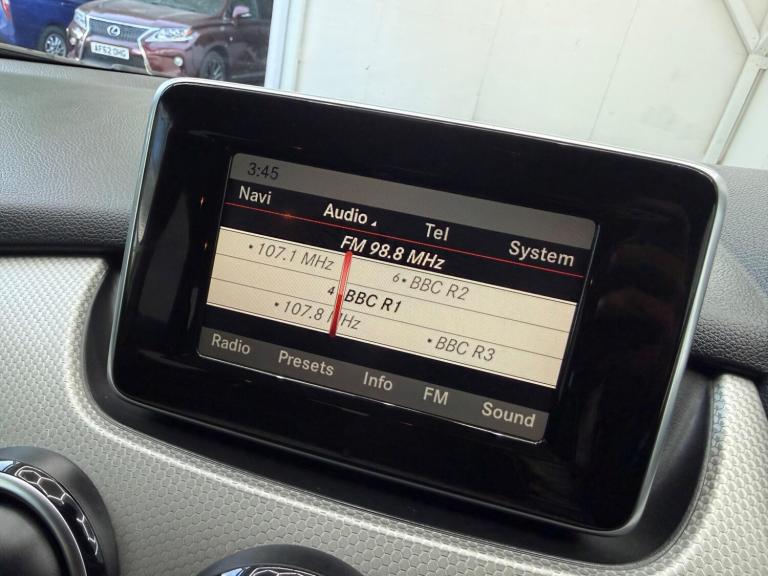 AF62 OHG
3:45
Navi Audio Tel System
FM 98.8 MHz
• 107.1 MHz 6• BBC R2
4 BBC R1
• 107.8 MHz • BBC R3
Radio Presets Info FM Sound